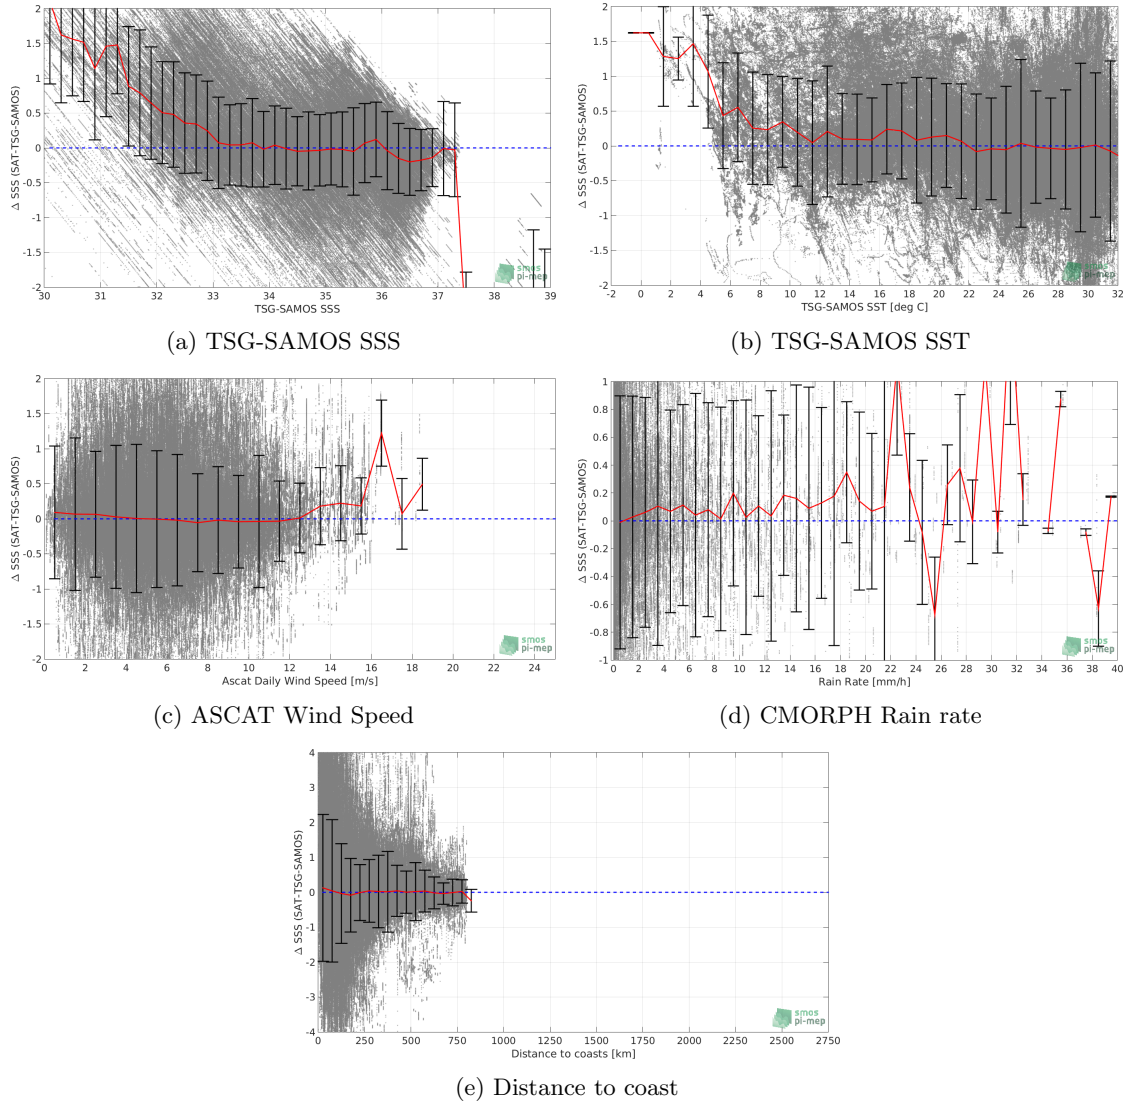 2
1.5
1
0.5
0
-0.5
-1
-1.5
-2
Δ SSS (SAT-TSG-SAMOS)
30 31 32 33 34 35 36 37 38 39
TSG-SAMOS SSS
smos
pi-mep
(a) TSG-SAMOS SSS
2
1.5
1
0.5
0
-0.5
-1
-1.5
-2
Δ SSS (SAT-TSG-SAMOS)
-2 0 2 4 6 8 10 12 14 16 18 20 22 24 26 28 30 32
TSG-SAMOS SST [deg C]
smos
pi-mep
(b) TSG-SAMOS SST
2
1.5
1
0.5
0
-0.5
-1
-1.5
-2
Δ SSS (SAT-TSG-SAMOS)
0 2 4 6 8 10 12 14 16 18 20 22 24
Ascat Daily Wind Speed [m/s]
smos
pi-mep
(c) ASCAT Wind Speed
1
0.8
0.6
0.4
0.2
0
-0.2
-0.4
-0.6
-0.8
-1
Δ SSS (SAT-TSG-SAMOS)
0 2 4 6 8 10 12 14 16 18 20 22 24 26 28 30 32 34 36 38 40
Rain Rate [mm/h]
smos
pi-mep
(d) CMORPH Rain rate
4
3
2
1
0
-1
-2
-3
-4
Δ SSS (SAT-TSG-SAMOS)
0 250 500 750 1000 1250 1500 1750 2000 2250 2500 2750
Distance to coasts [km]
smos
pi-mep
(e) Distance to coast